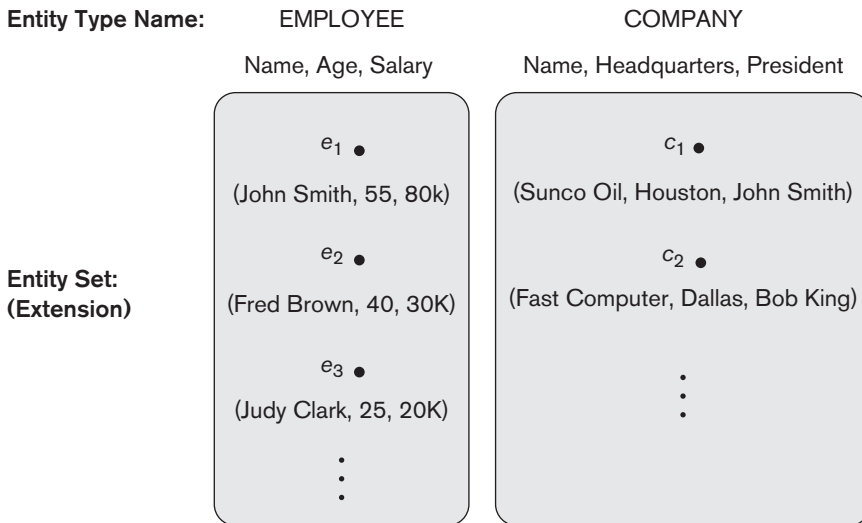 Entity Type Name: EMPLOYEE COMPANY
Name, Age, Salary Name, Headquarters, President
e1 c1
(John Smith, 55, 80k) (Sunco Oil, Houston, John Smith)
e2 c2
Entity Set:
(Extension)
(Fred Brown, 40, 30K) (Fast Computer, Dallas, Bob King)
e3
(Judy Clark, 25, 20K)